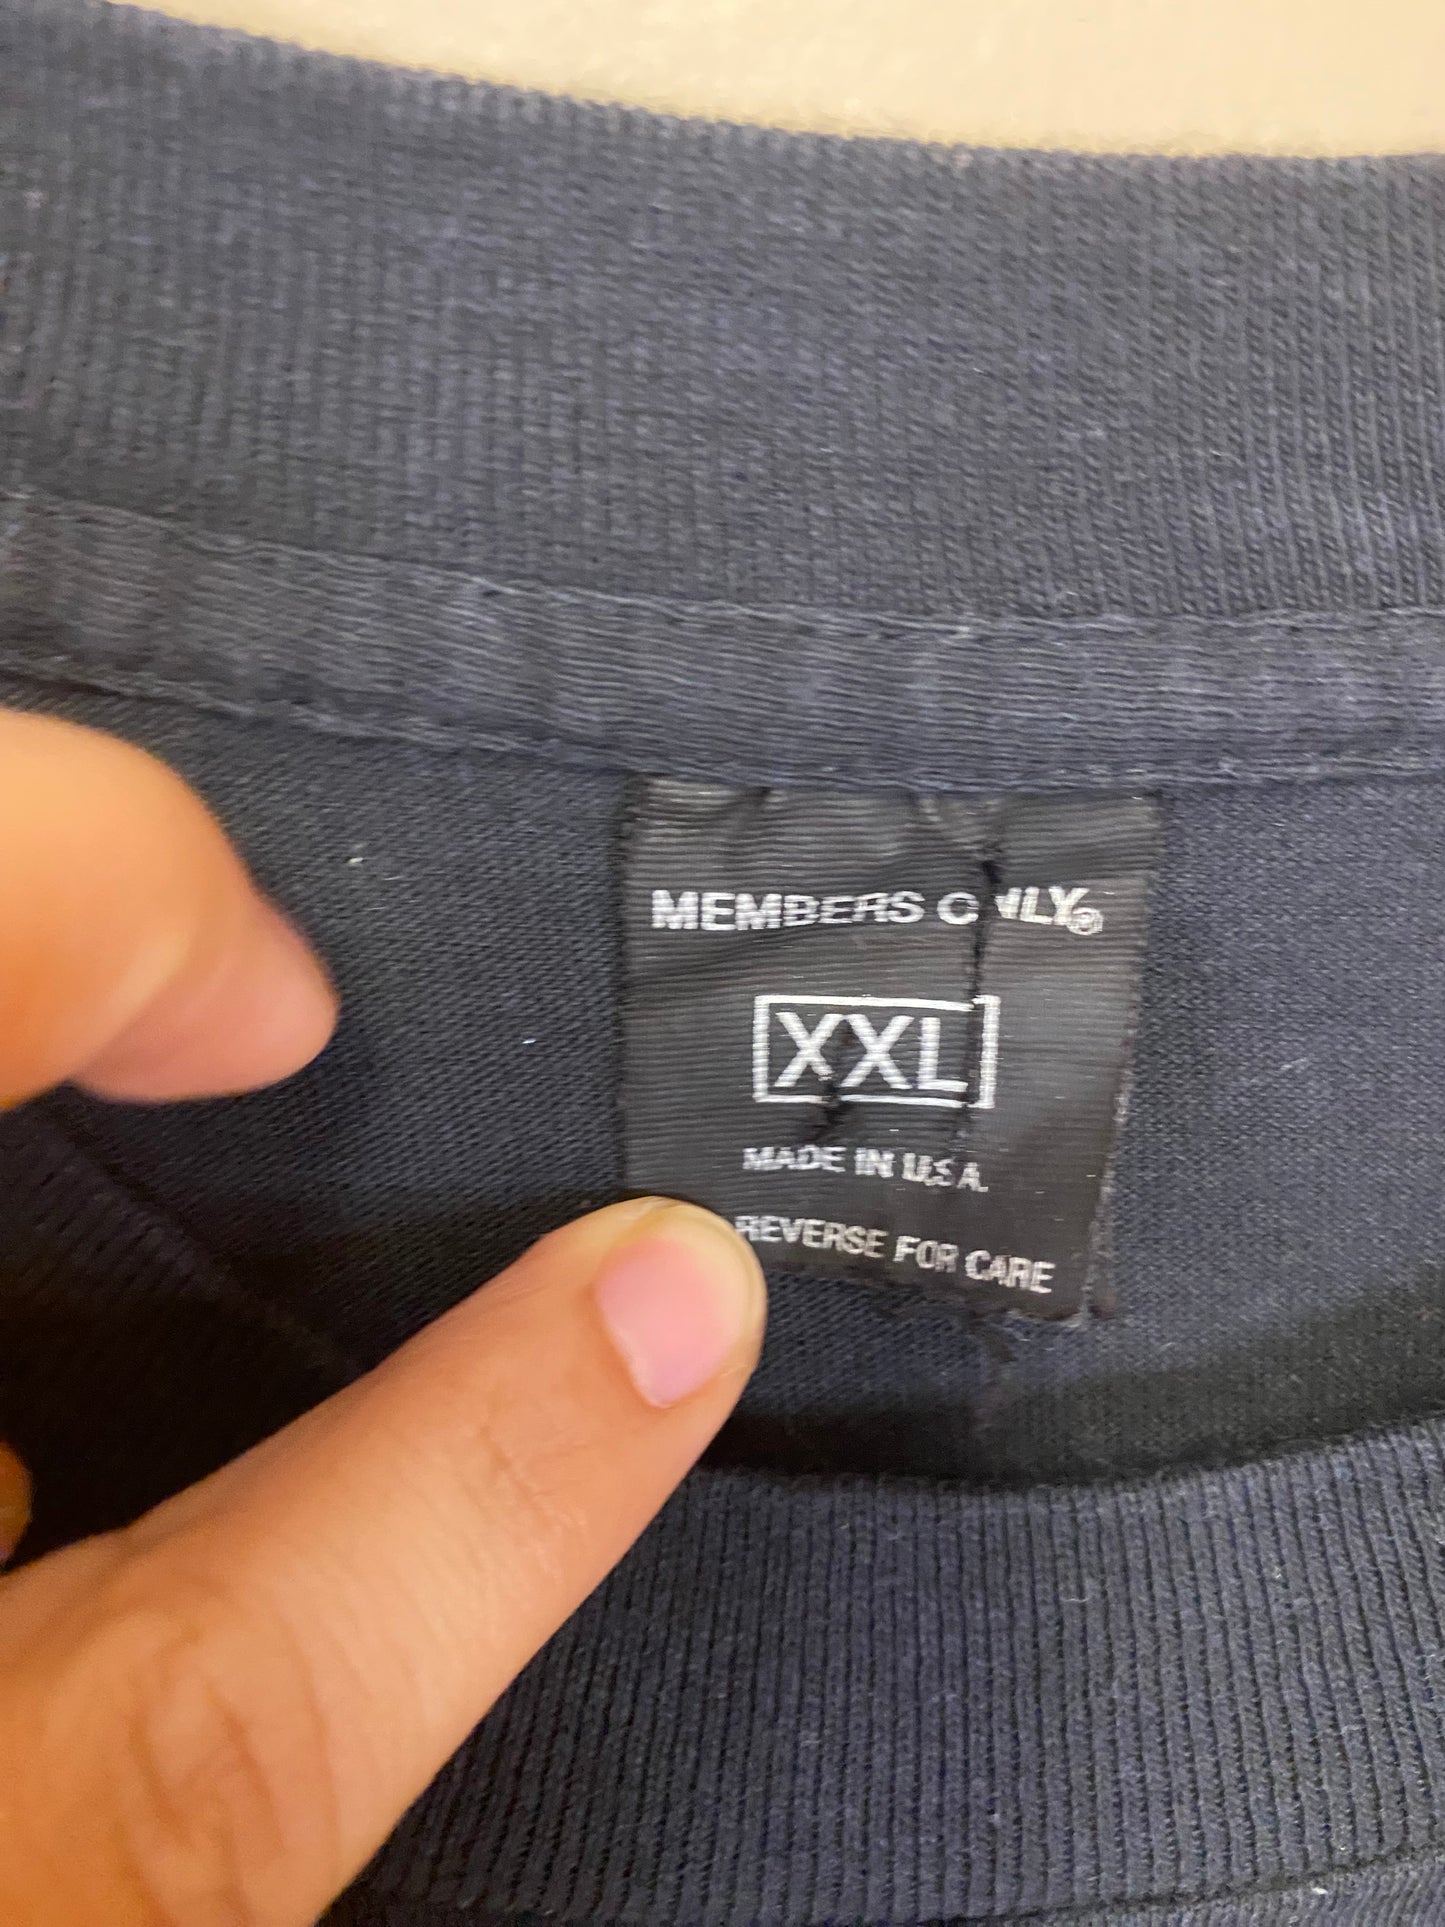 MEMBERS ONLY®
XXL
MADE IN U.S.A.
REVERSE FOR CARE